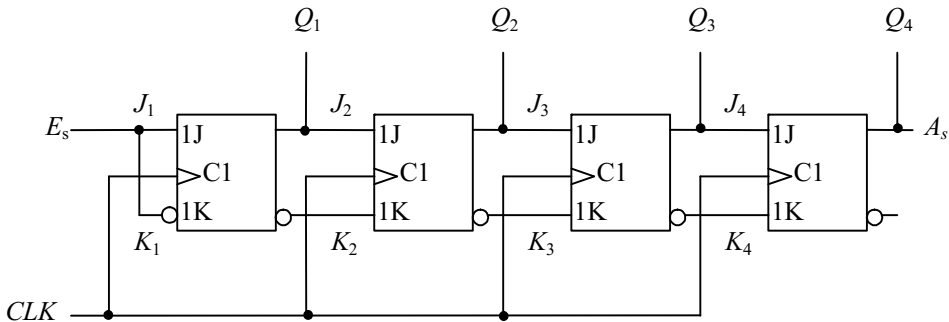 Q1 Q2 Q3 Q4
J1 J2 J3 J4
Es 1J 1J 1J 1J As
C1 C1 C1 C1
1K 1K 1K 1K
K1 K2 K3 K4
CLK